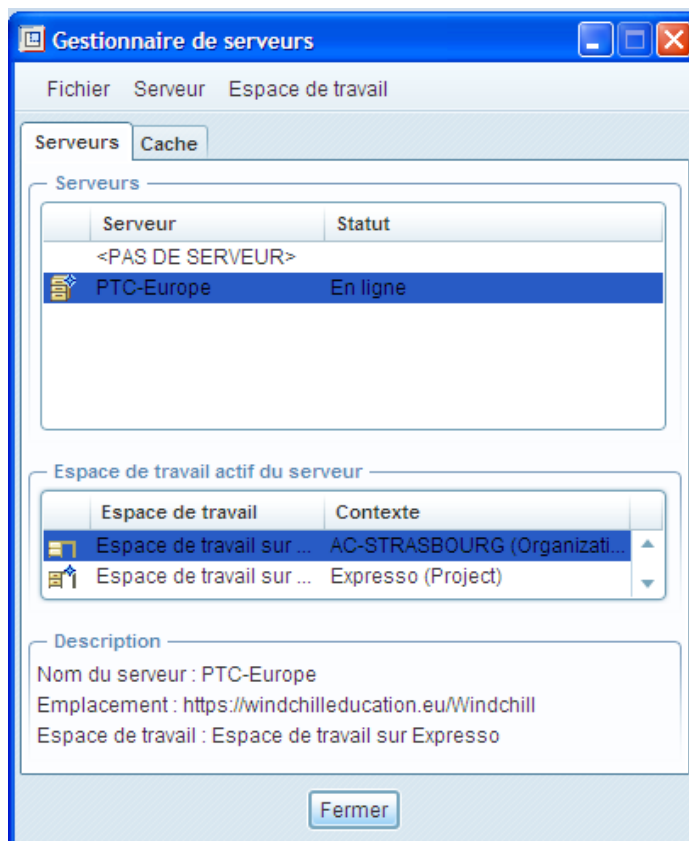 Gestionnaire de serveurs
Fichier Serveur Espace de travail
Serveurs Cache
Serveurs
Serveur Statut
<PAS DE SERVEUR>
PTC-Europe En ligne
Espace de travail actif du serveur
Espace de travail Contexte
Espace de travail sur ... AC-STRASBOURG (Organizati...
Espace de travail sur ... Expresso (Project)
Description
Nom du serveur : PTC-Europe
Emplacement : https://windchilleducation.eu/Windchill
Espace de travail : Espace de travail sur Expresso
Fermer